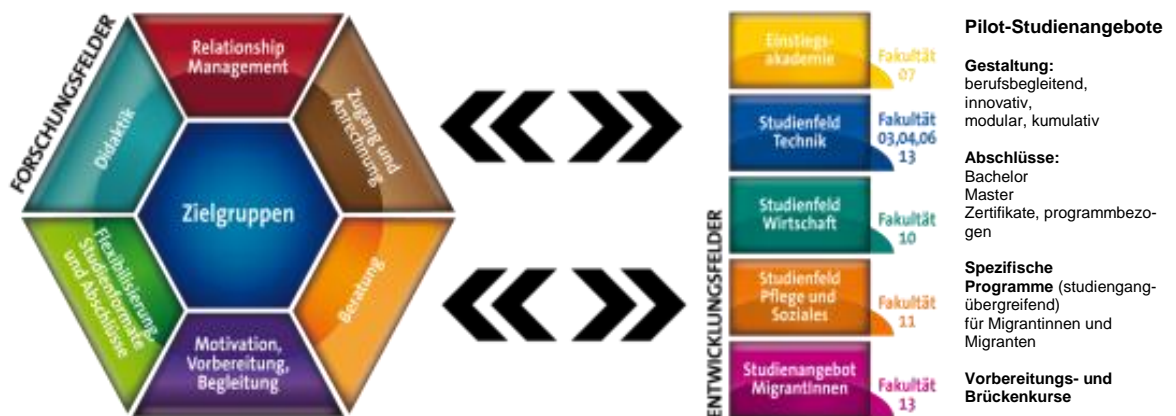 FORSCHUNGSFELDER
Didaktik
Relationship
Management
Zugang und
Anrechnung
Zielgruppen
Flexibilisierung,
Studienformate
und Abschlüsse
Beratung
Motivation,
Vorbereitung,
Begleitung
ENTWICKLUNGSFELDER
Einstiegs-
akademie
Fakultät
07
Studienfeld
Technik
Fakultät
03,04,06
13
Studienfeld
Wirtschaft
Fakultät
10
Studienfeld
Pflege und
Soziales
Fakultät
11
Studienangebot
MigrantInnen
Fakultät
13
Pilot-Studienangebote
Gestaltung:
berufsbegleitend,
innovativ,
modular, kumulativ
Abschlüsse:
Bachelor
Master
Zertifikate, programmbezo-
gen
Spezifische
Programme (studiengang-
übergreifend)
für Migrantinnen und
Migranten
Vorbereitungs- und
Brückenkurse